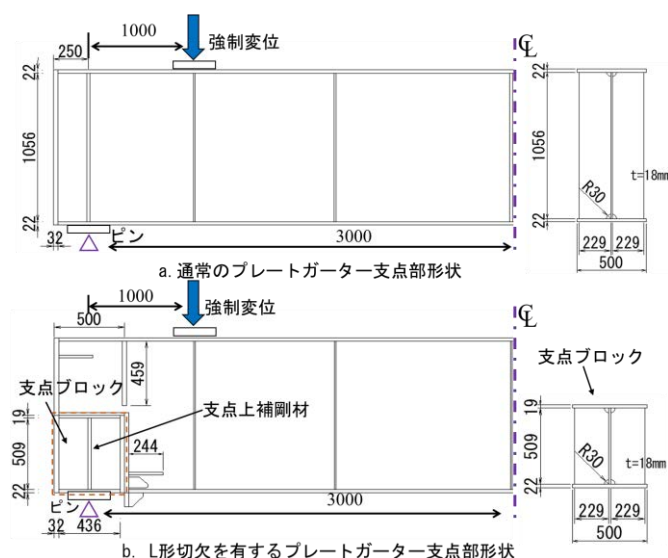 1000
強制変位
250
22
1056
22
32
ピン
3000
a. 通常のプレートガーター支点部形状
CL
22
1056
22
R30
t=18mm
229 229
500
1000
強制変位
500
459
支点ブロック
支点上補剛材
19
509
22
244
ピン
32 436
3000
b. L形切欠を有するプレートガーター支点部形状
CL
支点ブロック
19
509
22
R30
t=18mm
229 229
500